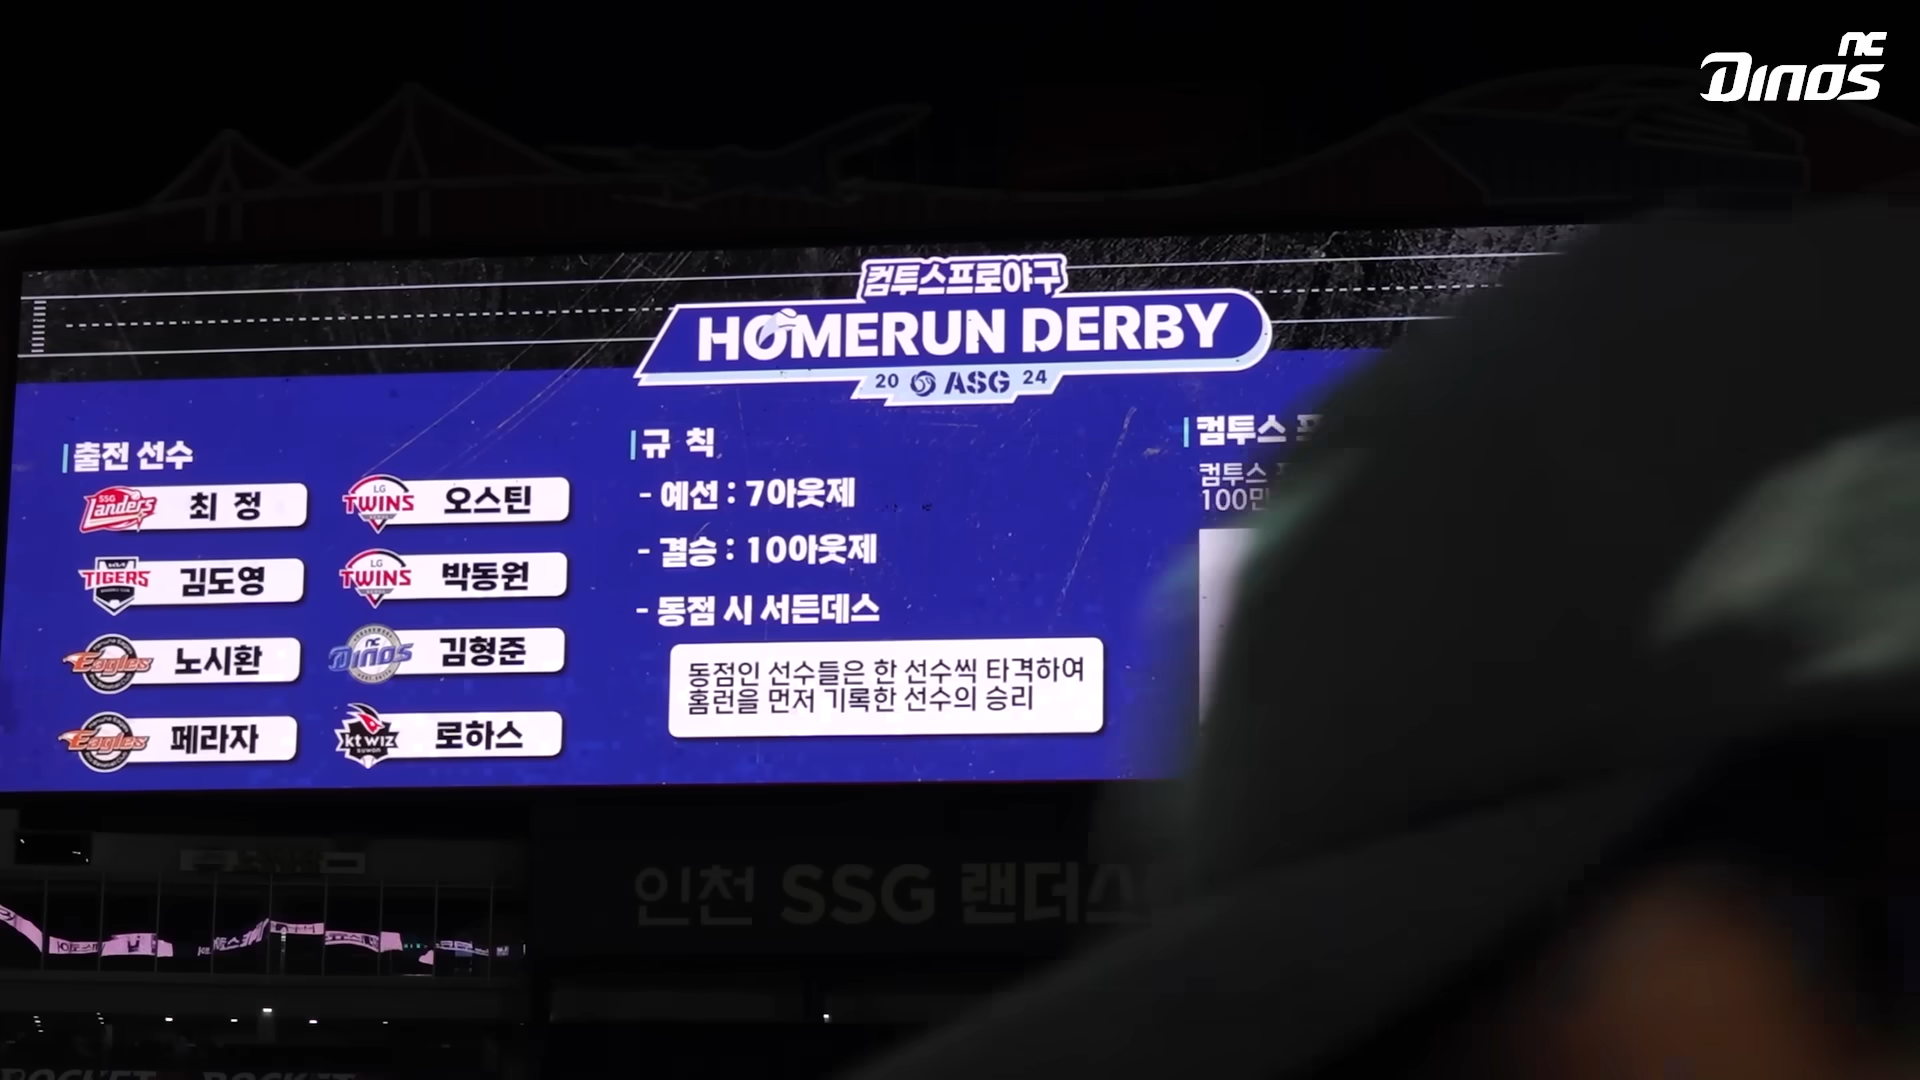 NC
Dinos
컴투스프로야구
HOMERUN DERBY
20 ASG 24
출전 선수
SSG Landers 최 정
LG TWINS 오스틴
KIA TIGERS 김도영
LG TWINS 박동원
Eagles 노시환
NC Dinos 김형준
Eagles 페라자
kt wiz 로하스
규 칙
- 예선 : 7아웃제
- 결승 : 10아웃제
- 동점 시 서든데스
동점인 선수들은 한 선수씩 타격하여
홈런을 먼저 기록한 선수의 승리
컴투스
컴투스
100만
인천 SSG 랜더스